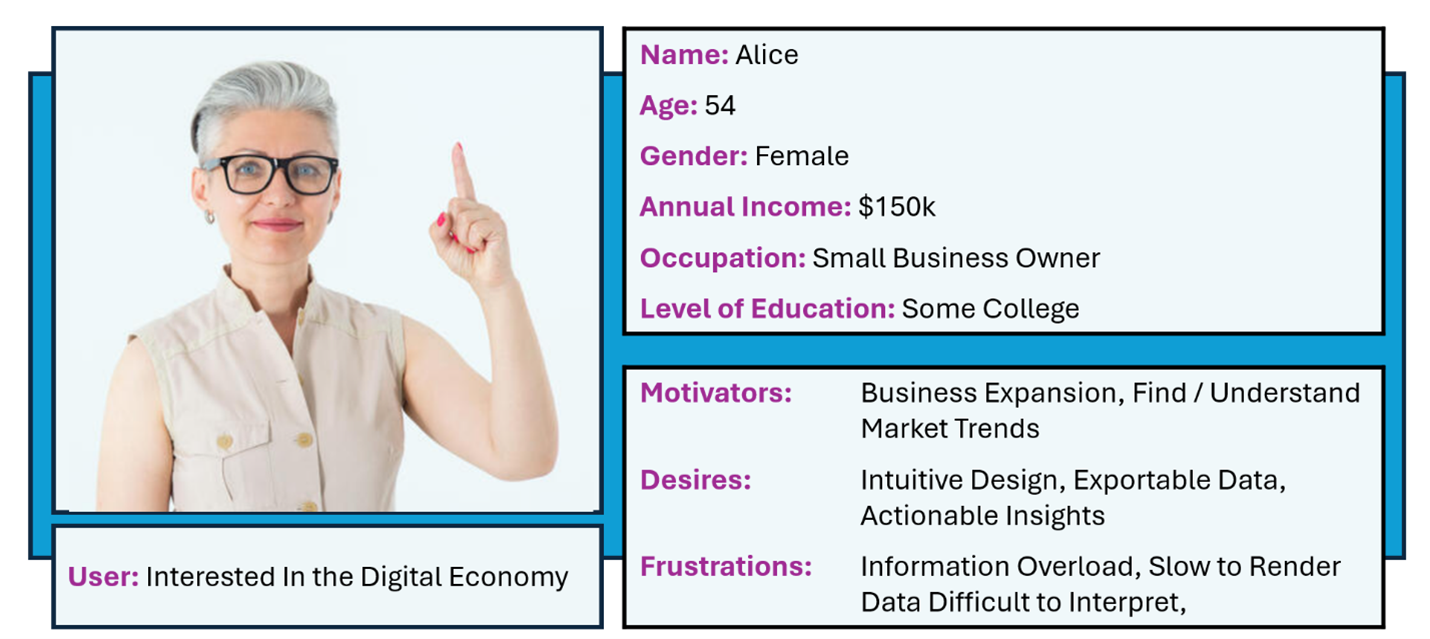 Name: Alice
Age: 54
Gender: Female
Annual Income: $150k
Occupation: Small Business Owner
Level of Education: Some College
Motivators: Business Expansion, Find / Understand
Market Trends
Desires: Intuitive Design, Exportable Data,
Actionable Insights
Frustrations: Information Overload, Slow to Render
Data Difficult to Interpret,
User: Interested In the Digital Economy